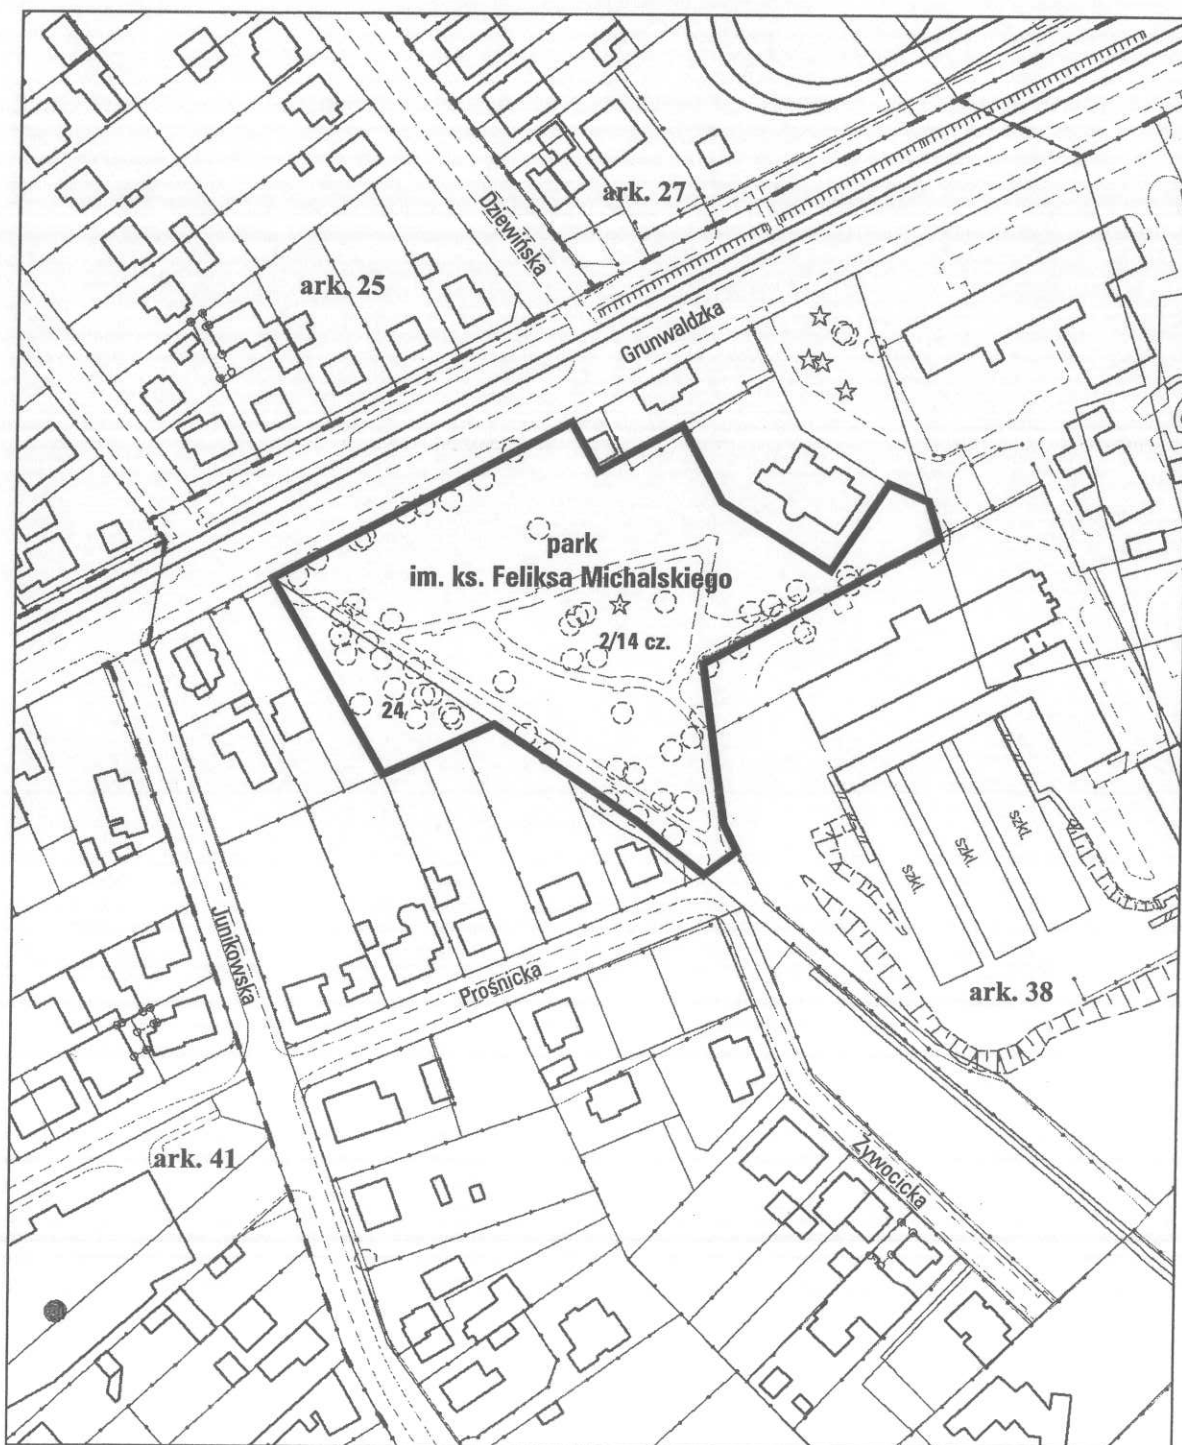 ark. 27
Dziewińska
ark. 25
Grunwaldzka
park
im. ks. Feliksa Michalskiego
2/14 cz.
24
szkl.
szkl.
szkl.
Junikowska
Prośnicka
ark. 38
ark. 41
Żywocicka